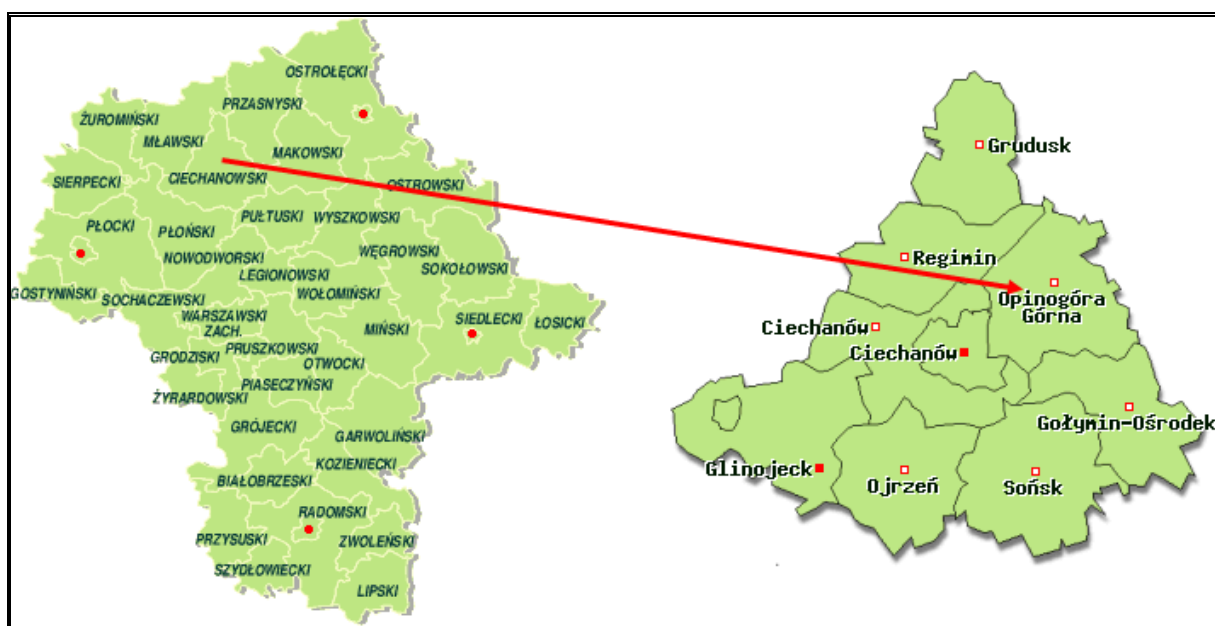 OSTROŁĘCKI
PRZASNYSKI
ŻUROMIŃSKI
MŁAWSKI
MAKOWSKI
CIECHANOWSKI
SIERPECKI
OSTROWSKI
PUŁTUSKI
WYSZKOWSKI
PŁOCKI
PŁOŃSKI
NOWODWORSKI
WĘGROWSKI
LEGIONOWSKI
SOKOŁOWSKI
GOSTYNIŃSKI
SOCHACZEWSKI
WOŁOMIŃSKI
WARSZAWSKI
ZACH.
MIŃSKI
SIEDLECKI
ŁOSICKI
GRODZISKI
PRUSZKOWSKI
OTWOCKI
PIASECZYŃSKI
ŻYRARDOWSKI
GRÓJECKI
GARWOLIŃSKI
KOZIENIECKI
BIAŁOBRZESKI
RADOMSKI
PRZYSUSKI
ZWOLEŃSKI
SZYDŁOWIECKI
LIPSKI
Grudusk
Regimin
Opinogóra
Górna
Ciechanów
Ciechanów
Gołymin-Ośrodek
Glinojeck
Ojrzeń
Sońsk